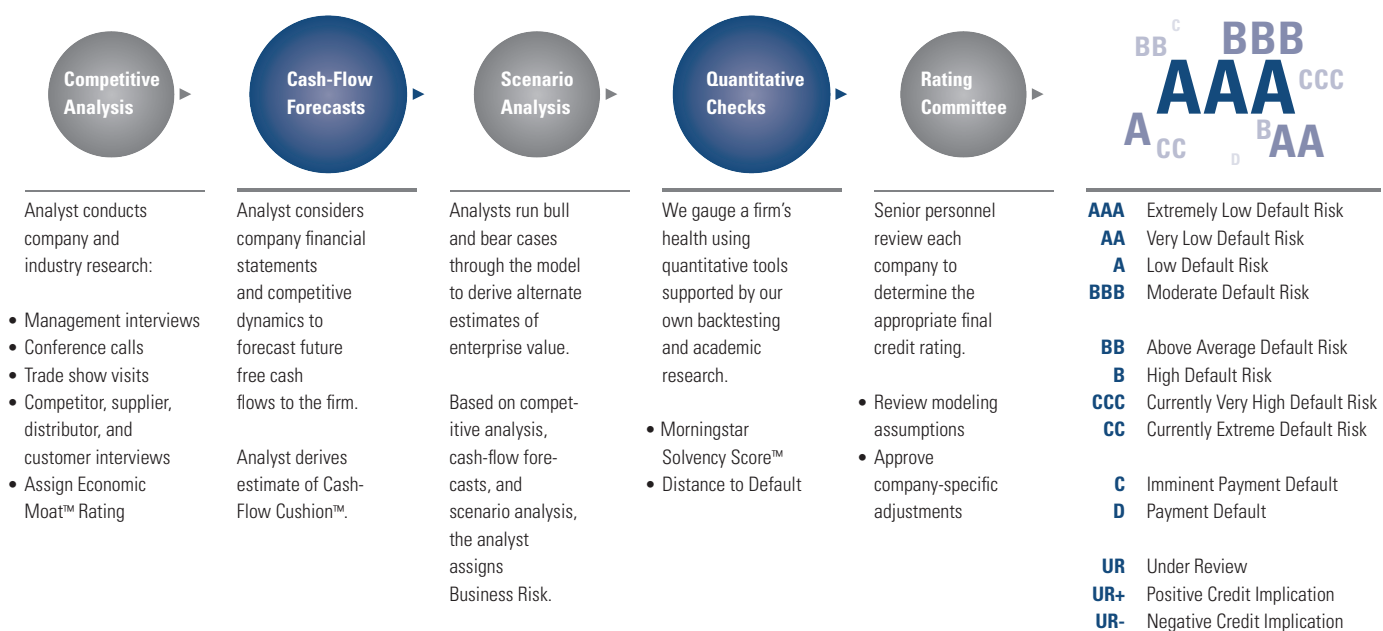 Competitive
Analysis
Cash-Flow
Forecasts
Scenario
Analysis
Quantitative
Checks
Rating
Committee
C
BB
BBB
AAA
CCC
A
CC
B
AA
D
Analyst conducts
company and
industry research:
• Management interviews
• Conference calls
• Trade show visits
• Competitor, supplier,
distributor, and
customer interviews
• Assign Economic
Moat™ Rating
Analyst considers
company financial
statements
and competitive
dynamics to
forecast future
free cash
flows to the firm.
Analyst derives
estimate of Cash-
Flow Cushion™.
Analysts run bull
and bear cases
through the model
to derive alternate
estimates of
enterprise value.
Based on compet-
itive analysis,
cash-flow fore-
casts, and
scenario analysis,
the analyst
assigns
Business Risk.
We gauge a firm's
health using
quantitative tools
supported by our
own backtesting
and academic
research.
• Morningstar
Solvency Score™
• Distance to Default
Senior personnel
review each
company to
determine the
appropriate final
credit rating.
• Review modeling
assumptions
• Approve
company-specific
adjustments
AAA Extremely Low Default Risk
AA Very Low Default Risk
A Low Default Risk
BBB Moderate Default Risk
BB Above Average Default Risk
B High Default Risk
CCC Currently Very High Default Risk
CC Currently Extreme Default Risk
C Imminent Payment Default
D Payment Default
UR Under Review
UR+ Positive Credit Implication
UR- Negative Credit Implication